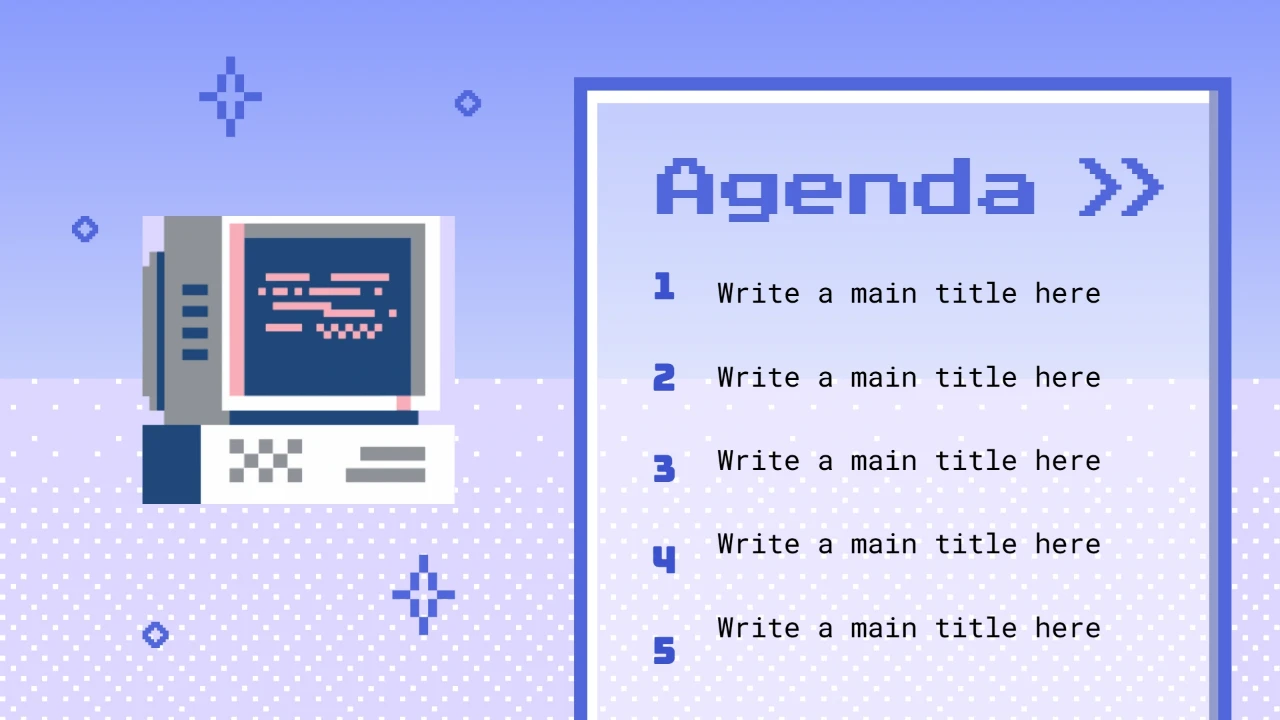 Agenda
1 Write a main title here
2 Write a main title here
3 Write a main title here
4 Write a main title here
5 Write a main title here